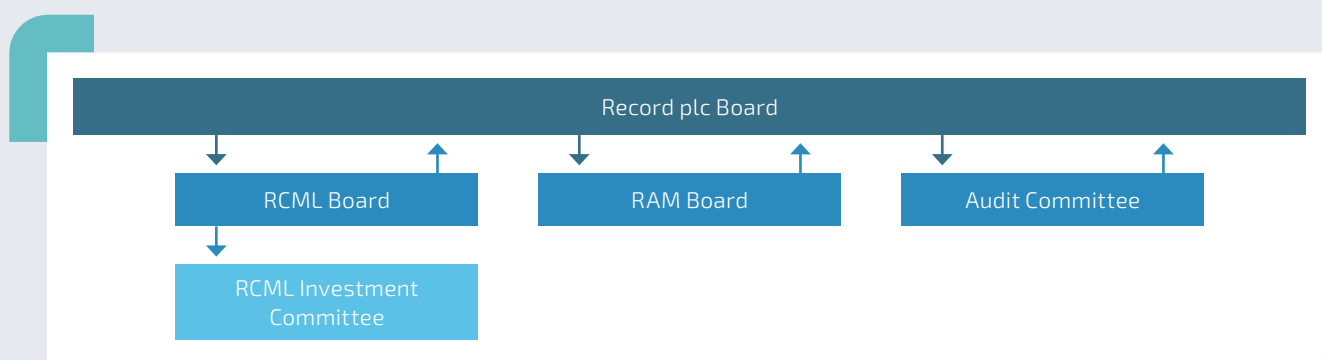 Record plc Board
RCML Board
RAM Board
Audit Committee
RCML Investment
Committee